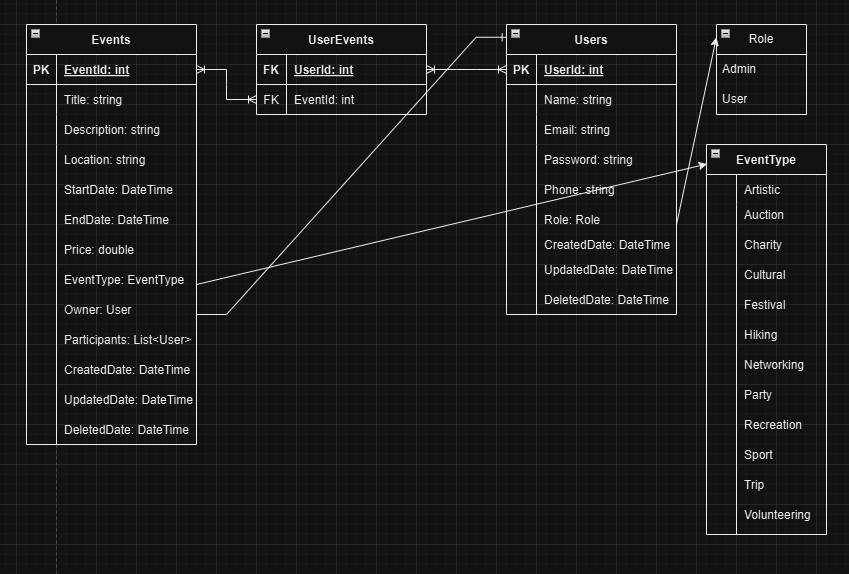 Events
PK EventId: int
Title: string
Description: string
Location: string
StartDate: DateTime
EndDate: DateTime
Price: double
EventType: EventType
Owner: User
Participants: List<User>
CreatedDate: DateTime
UpdatedDate: DateTime
DeletedDate: DateTime
UserEvents
FK UserId: int
FK EventId: int
Users
PK UserId: int
Name: string
Email: string
Password: string
Phone: string
Role: Role
CreatedDate: DateTime
UpdatedDate: DateTime
DeletedDate: DateTime
Role
Admin
User
EventType
Artistic
Auction
Charity
Cultural
Festival
Hiking
Networking
Party
Recreation
Sport
Trip
Volunteering